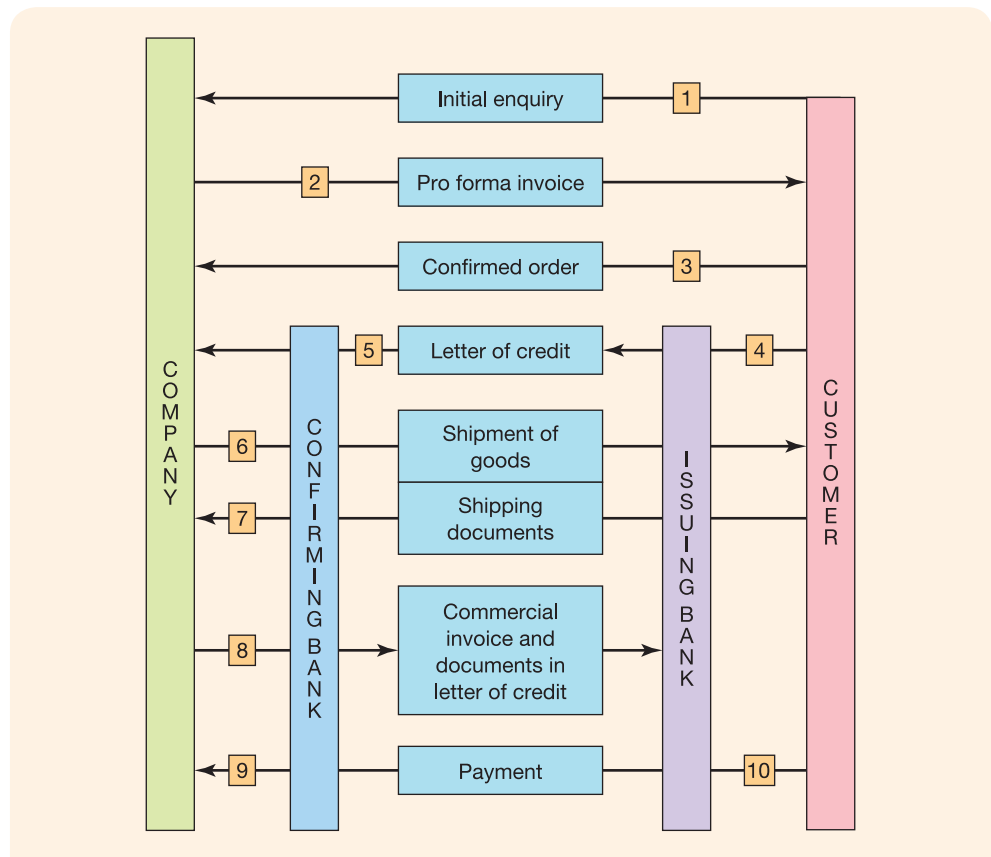 Initial enquiry
1
2
Pro forma invoice
Confirmed order
3
5
Letter of credit
4
COMPANY
CONFIRMING BANK
ISSUING BANK
CUSTOMER
6
Shipment of
goods
7
Shipping
documents
8
Commercial
invoice and
documents in
letter of credit
9
Payment
10